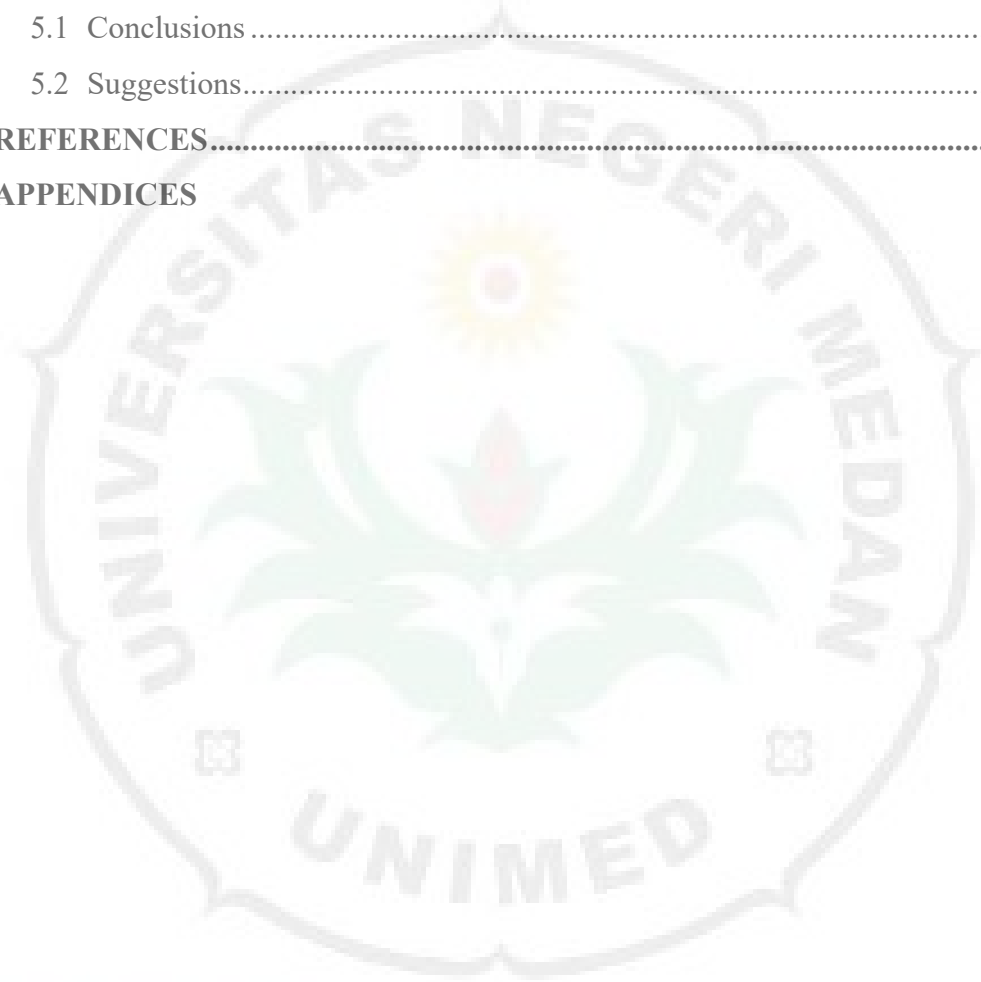 5.1 Conclusions ........................................................................................
5.2 Suggestions.........................................................................................
REFERENCES.............................................................................................
APPENDICES
UNIVERSITAS NEGERI MEDAN
UNIMED